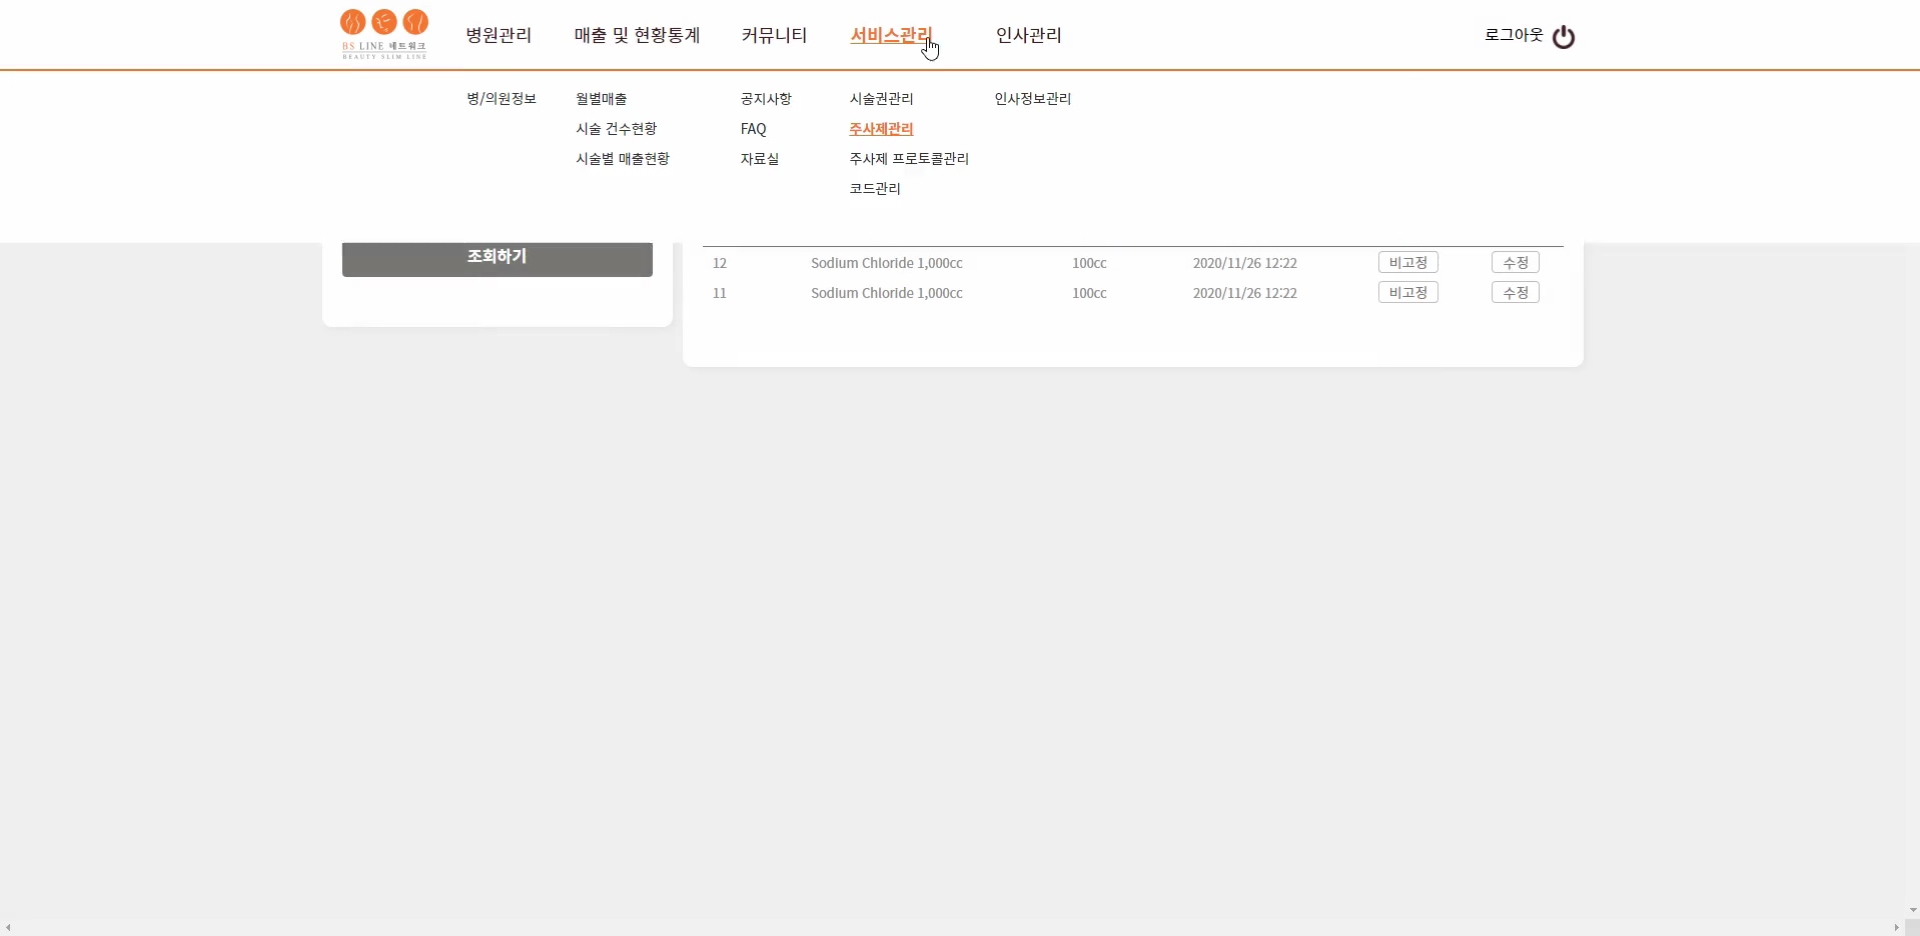 BS LINE 네트워크
BEAUTY SLIM LINE
병원관리 매출 및 현황통계 커뮤니티 서비스관리 인사관리 로그아웃
병/의원정보 월별매출 공지사항 시술권관리 인사정보관리
시술 건수현황 FAQ 주사제관리
시술별 매출현황 자료실 주사제 프로토콜관리
코드관리
조회하기
12 Sodium Chloride 1,000cc 100cc 2020/11/26 12:22 비고정 수정
11 Sodium Chloride 1,000cc 100cc 2020/11/26 12:22 비고정 수정